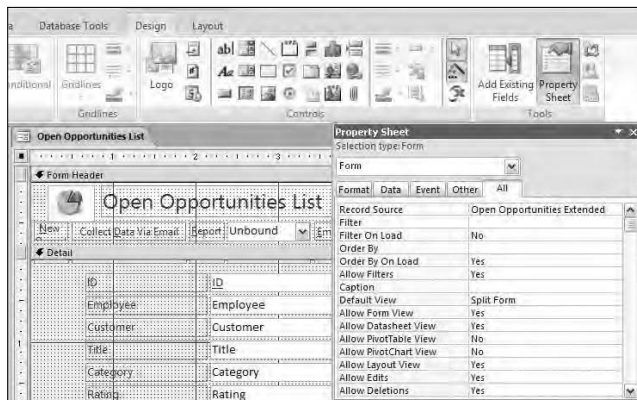 Database Tools Design Layout
Gridlines
Logo
Add Existing Fields
Property Sheet
Gridlines
Controls
Tools
Open Opportunities List
Form Header
Open Opportunities List
New
Collect Data Via Email
Report
Unbound
Em
Detail
ID ID
Employee Employee
Customer Customer
Title Title
Category Category
Rating Rating
Property Sheet
Selection type: Form
Form
Format Data Event Other All
Record Source Open Opportunities Extended
Filter
Filter On Load No
Order By
Order By On Load Yes
Allow Filters Yes
Caption
Default View Split Form
Allow Form View Yes
Allow Datasheet View Yes
Allow PivotTable View No
Allow PivotChart View No
Allow Layout View Yes
Allow Edits Yes
Allow Deletions Yes